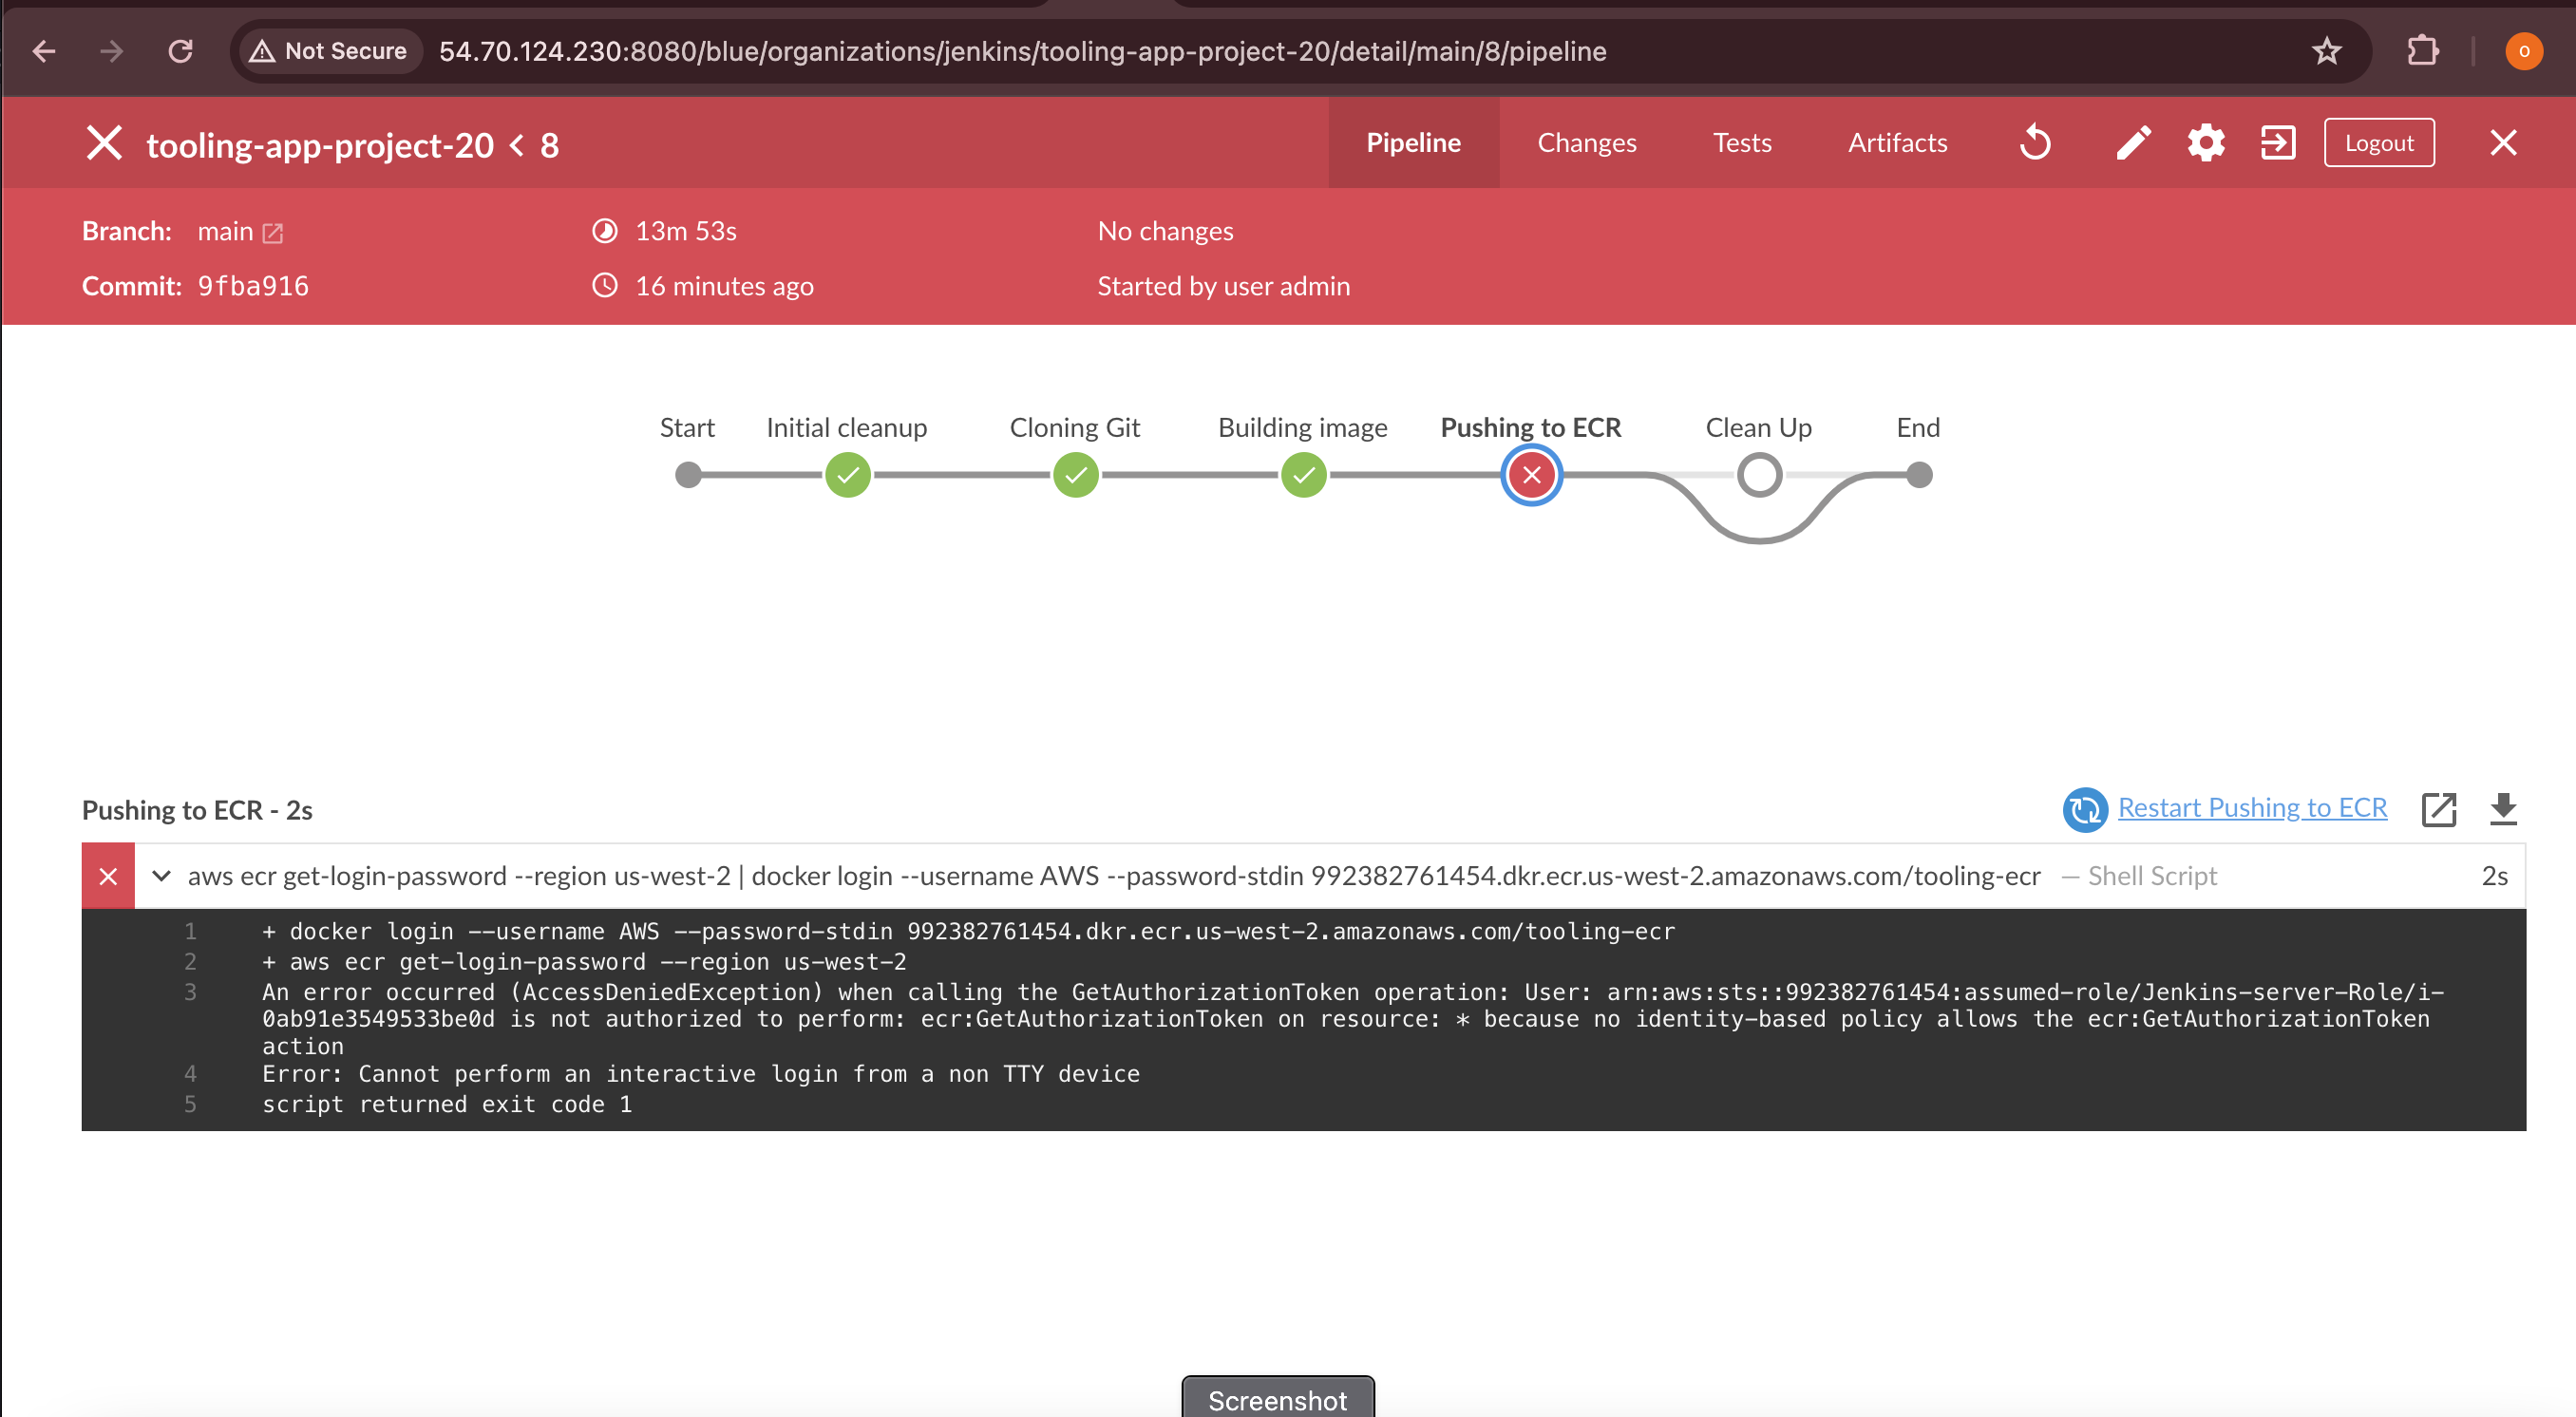 Not Secure 54.70.124.230:8080/blue/organizations/jenkins/tooling-app-project-20/detail/main/8/pipeline o
tooling-app-project-20 < 8 Pipeline Changes Tests Artifacts Logout
Branch: main 13m 53s No changes
Commit: 9fba916 16 minutes ago Started by user admin
Start Initial cleanup Cloning Git Building image Pushing to ECR Clean Up End
Pushing to ECR - 2s Restart Pushing to ECR
aws ecr get-login-password --region us-west-2 | docker login --username AWS --password-stdin 992382761454.dkr.ecr.us-west-2.amazonaws.com/tooling-ecr — Shell Script 2s
1 + docker login --username AWS --password-stdin 992382761454.dkr.ecr.us-west-2.amazonaws.com/tooling-ecr
2 + aws ecr get-login-password --region us-west-2
3 An error occurred (AccessDeniedException) when calling the GetAuthorizationToken operation: User: arn:aws:sts::992382761454:assumed-role/Jenkins-server-Role/i-
0ab91e3549533be0d is not authorized to perform: ecr:GetAuthorizationToken on resource: * because no identity-based policy allows the ecr:GetAuthorizationToken
action
4 Error: Cannot perform an interactive login from a non TTY device
5 script returned exit code 1
Screenshot